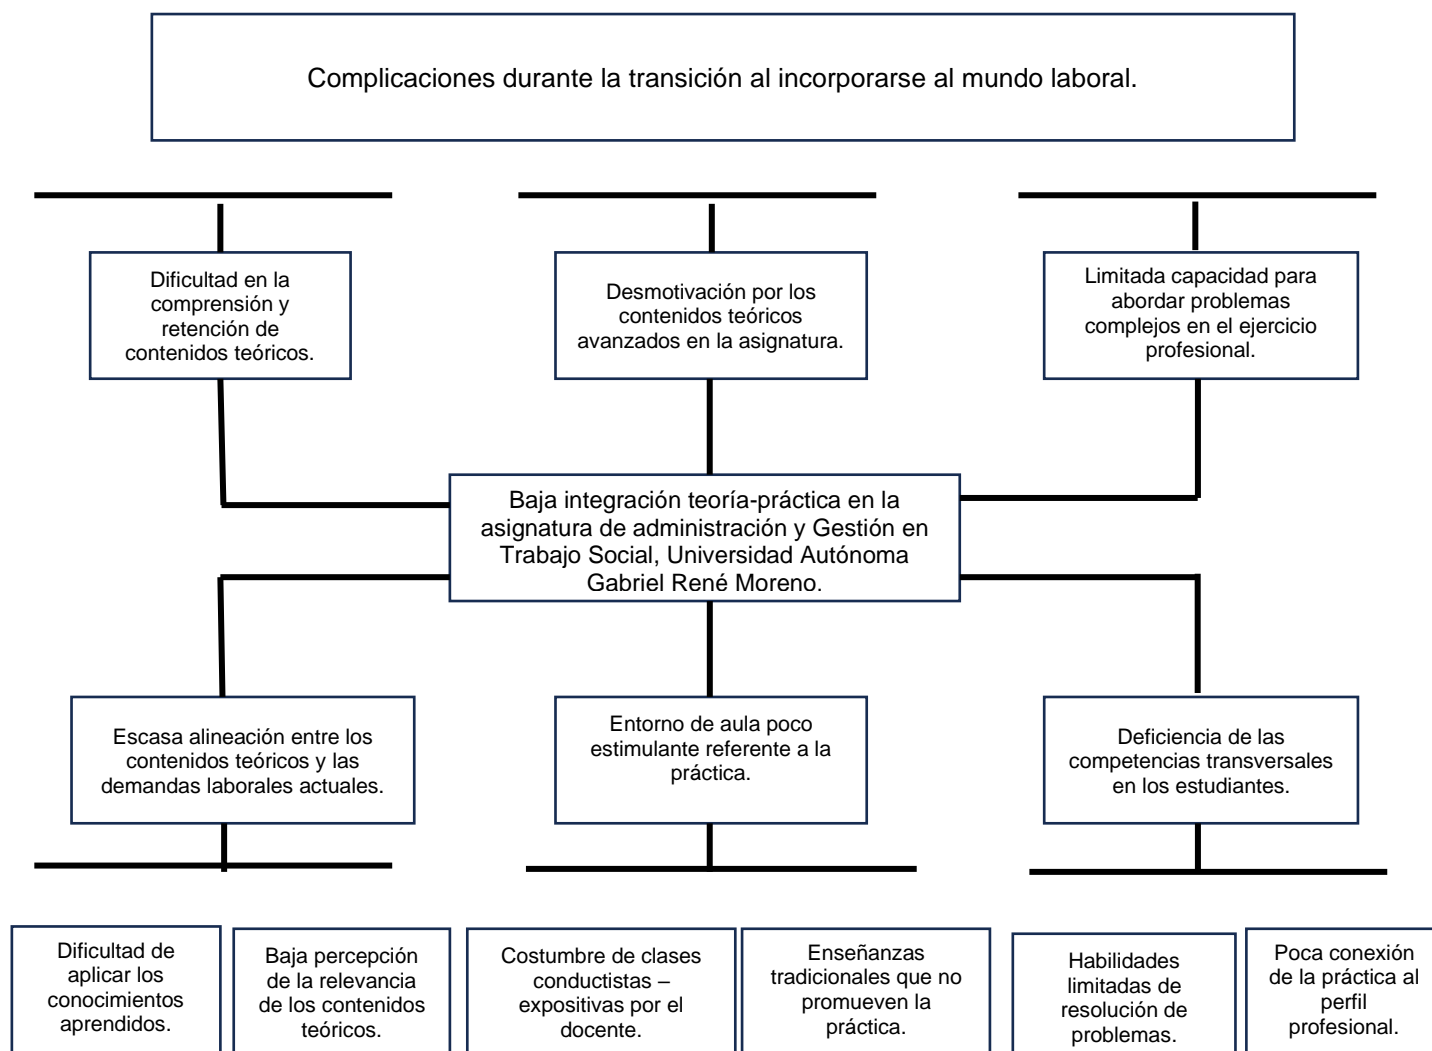 Complicaciones durante la transición al incorporarse al mundo laboral.
Dificultad en la
comprensión y
retención de
contenidos teóricos.
Desmotivación por los
contenidos teóricos
avanzados en la asignatura.
Limitada capacidad para
abordar problemas
complejos en el ejercicio
profesional.
Baja integración teoría-práctica en la
asignatura de administración y Gestión en
Trabajo Social, Universidad Autónoma
Gabriel René Moreno.
Escasa alineación entre los
contenidos teóricos y las
demandas laborales actuales.
Entorno de aula poco
estimulante referente a la
práctica.
Deficiencia de las
competencias transversales
en los estudiantes.
Dificultad de
aplicar los
conocimientos
aprendidos.
Baja percepción
de la relevancia
de los contenidos
teóricos.
Costumbre de clases
conductistas –
expositivas por el
docente.
Enseñanzas
tradicionales que no
promueven la
práctica.
Habilidades
limitadas de
resolución de
problemas.
Poca conexión
de la práctica al
perfil
profesional.